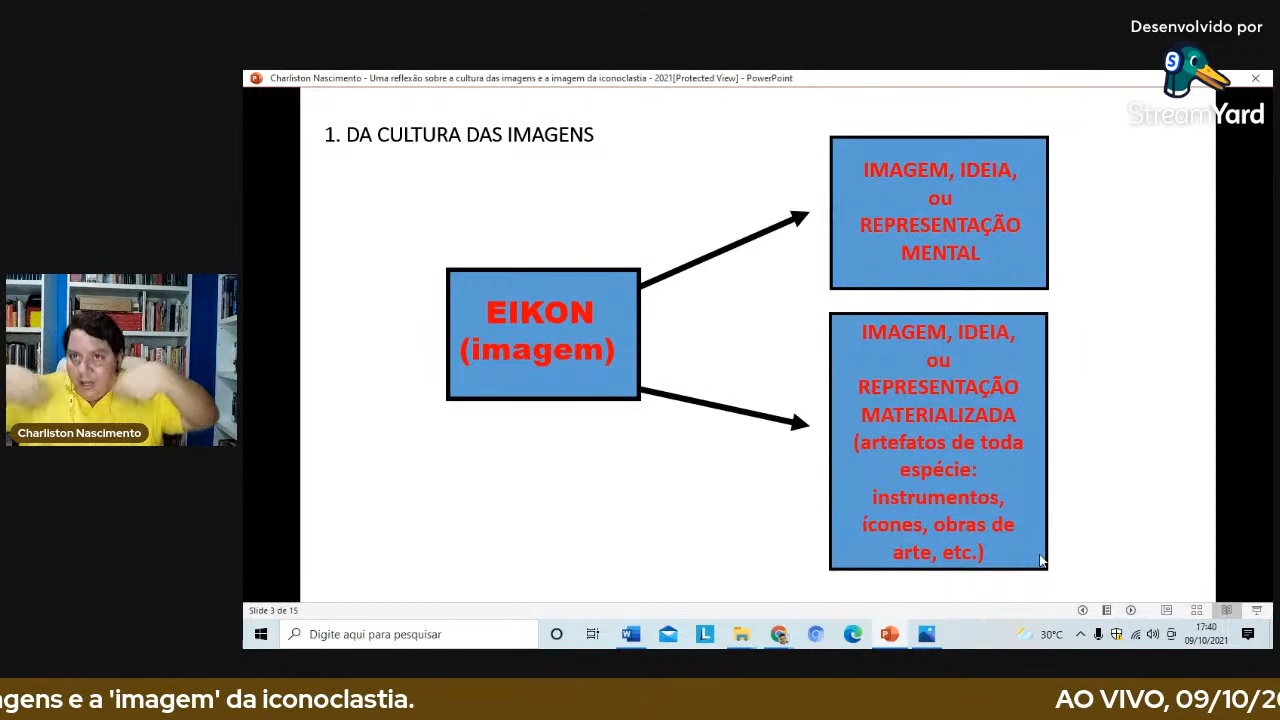 Desenvolvido por
S
StreamYard
Charliston Nascimento - Uma reflexão sobre a cultura das imagens e a imagem da iconoclastia - 2021[Protected View] - PowerPoint
1. DA CULTURA DAS IMAGENS
IMAGEM, IDEIA,
ou
REPRESENTAÇÃO
MENTAL
EIKON
(imagem)
IMAGEM, IDEIA,
ou
REPRESENTAÇÃO
MATERIALIZADA
(artefatos de toda
espécie:
instrumentos,
ícones, obras de
arte, etc.)
Charliston Nascimento
Slide 3 de 15
Digite aqui para pesquisar
30°C
17:40
09/10/2021
gens e a 'imagem' da iconoclastia.
AO VIVO, 09/10/20